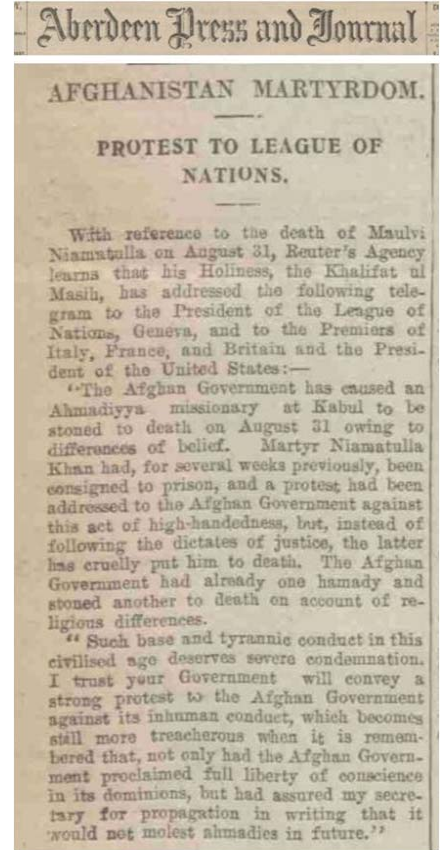 Aberdeen Press and Journal
AFGHANISTAN MARTYRDOM.
PROTEST TO LEAGUE OF
NATIONS.
With reference to the death of Maulvi
Niamatulla on August 31, Reuter's Agency
learns that his Holiness, the Khalifat ul
Masih, has addressed the following tele-
gram to the President of the League of
Nations, Geneva, and to the Premiers of
Italy, France, and Britain and the Presi-
dent of the United States:—
"The Afghan Government has caused an
Ahmadiyya missionary at Kabul to be
stoned to death on August 31 owing to
differences of belief. Martyr Niamatulla
Khan had, for several weeks previously, been
consigned to prison, and a protest had been
addressed to the Afghan Government against
this act of high-handedness, but, instead of
following the dictates of justice, the latter
has cruelly put him to death. The Afghan
Government had already one hamady and
stoned another to death on account of re-
ligious differences.
"Such base and tyrannic conduct in this
civilised age deserves severe condemnation.
I trust your Government will convey a
strong protest to the Afghan Government
against its inhuman conduct, which becomes
still more treacherous when it is remem-
bered that, not only had the Afghan Govern-
ment proclaimed full liberty of conscience
in its dominions, but had assured my secre-
tary for propagation in writing that it
would not molest ahmadies in future."